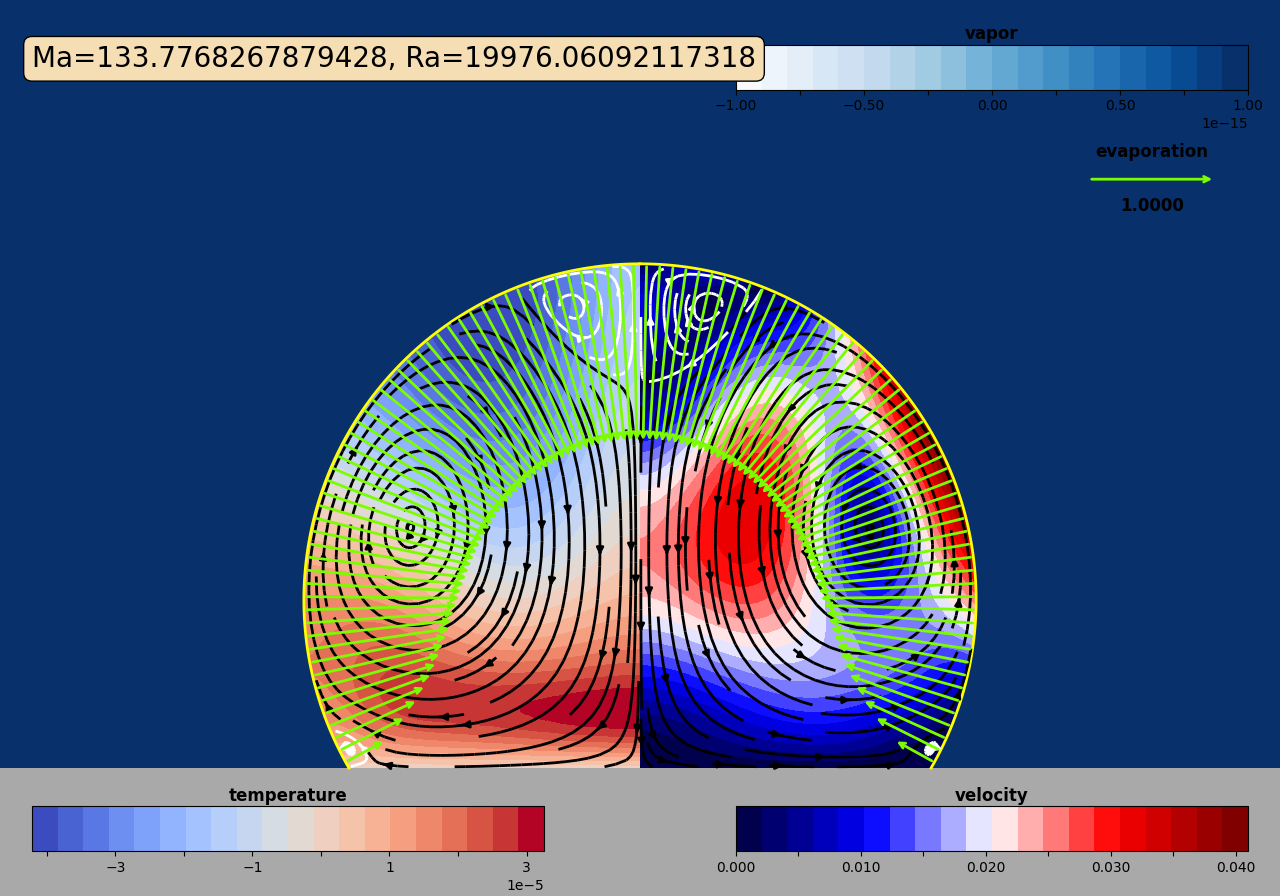 Ma=133.7768267879428, Ra=19976.06092117318
vapor
−1.00 −0.50 0.00 0.50 1.00
1e−15
evaporation
1.0000
temperature
−3 −1 1 3
1e−5
velocity
0.000 0.010 0.020 0.030 0.040